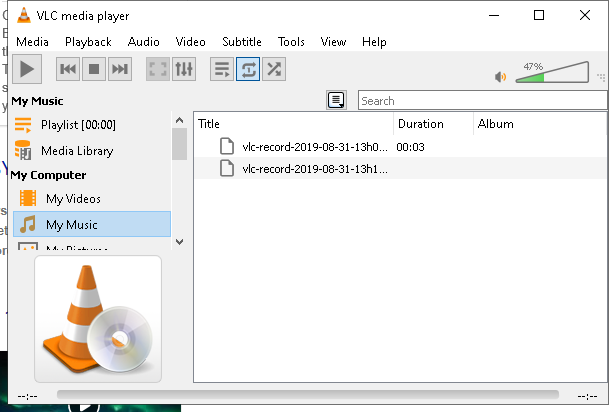 VLC media player
Media Playback Audio Video Subtitle Tools View Help
47%
My Music
Playlist [00:00]
Media Library
My Computer
My Videos
My Music
My Pictures
Search
Title Duration Album
vlc-record-2019-08-31-13h0... 00:03
vlc-record-2019-08-31-13h1...
--:-- --:--